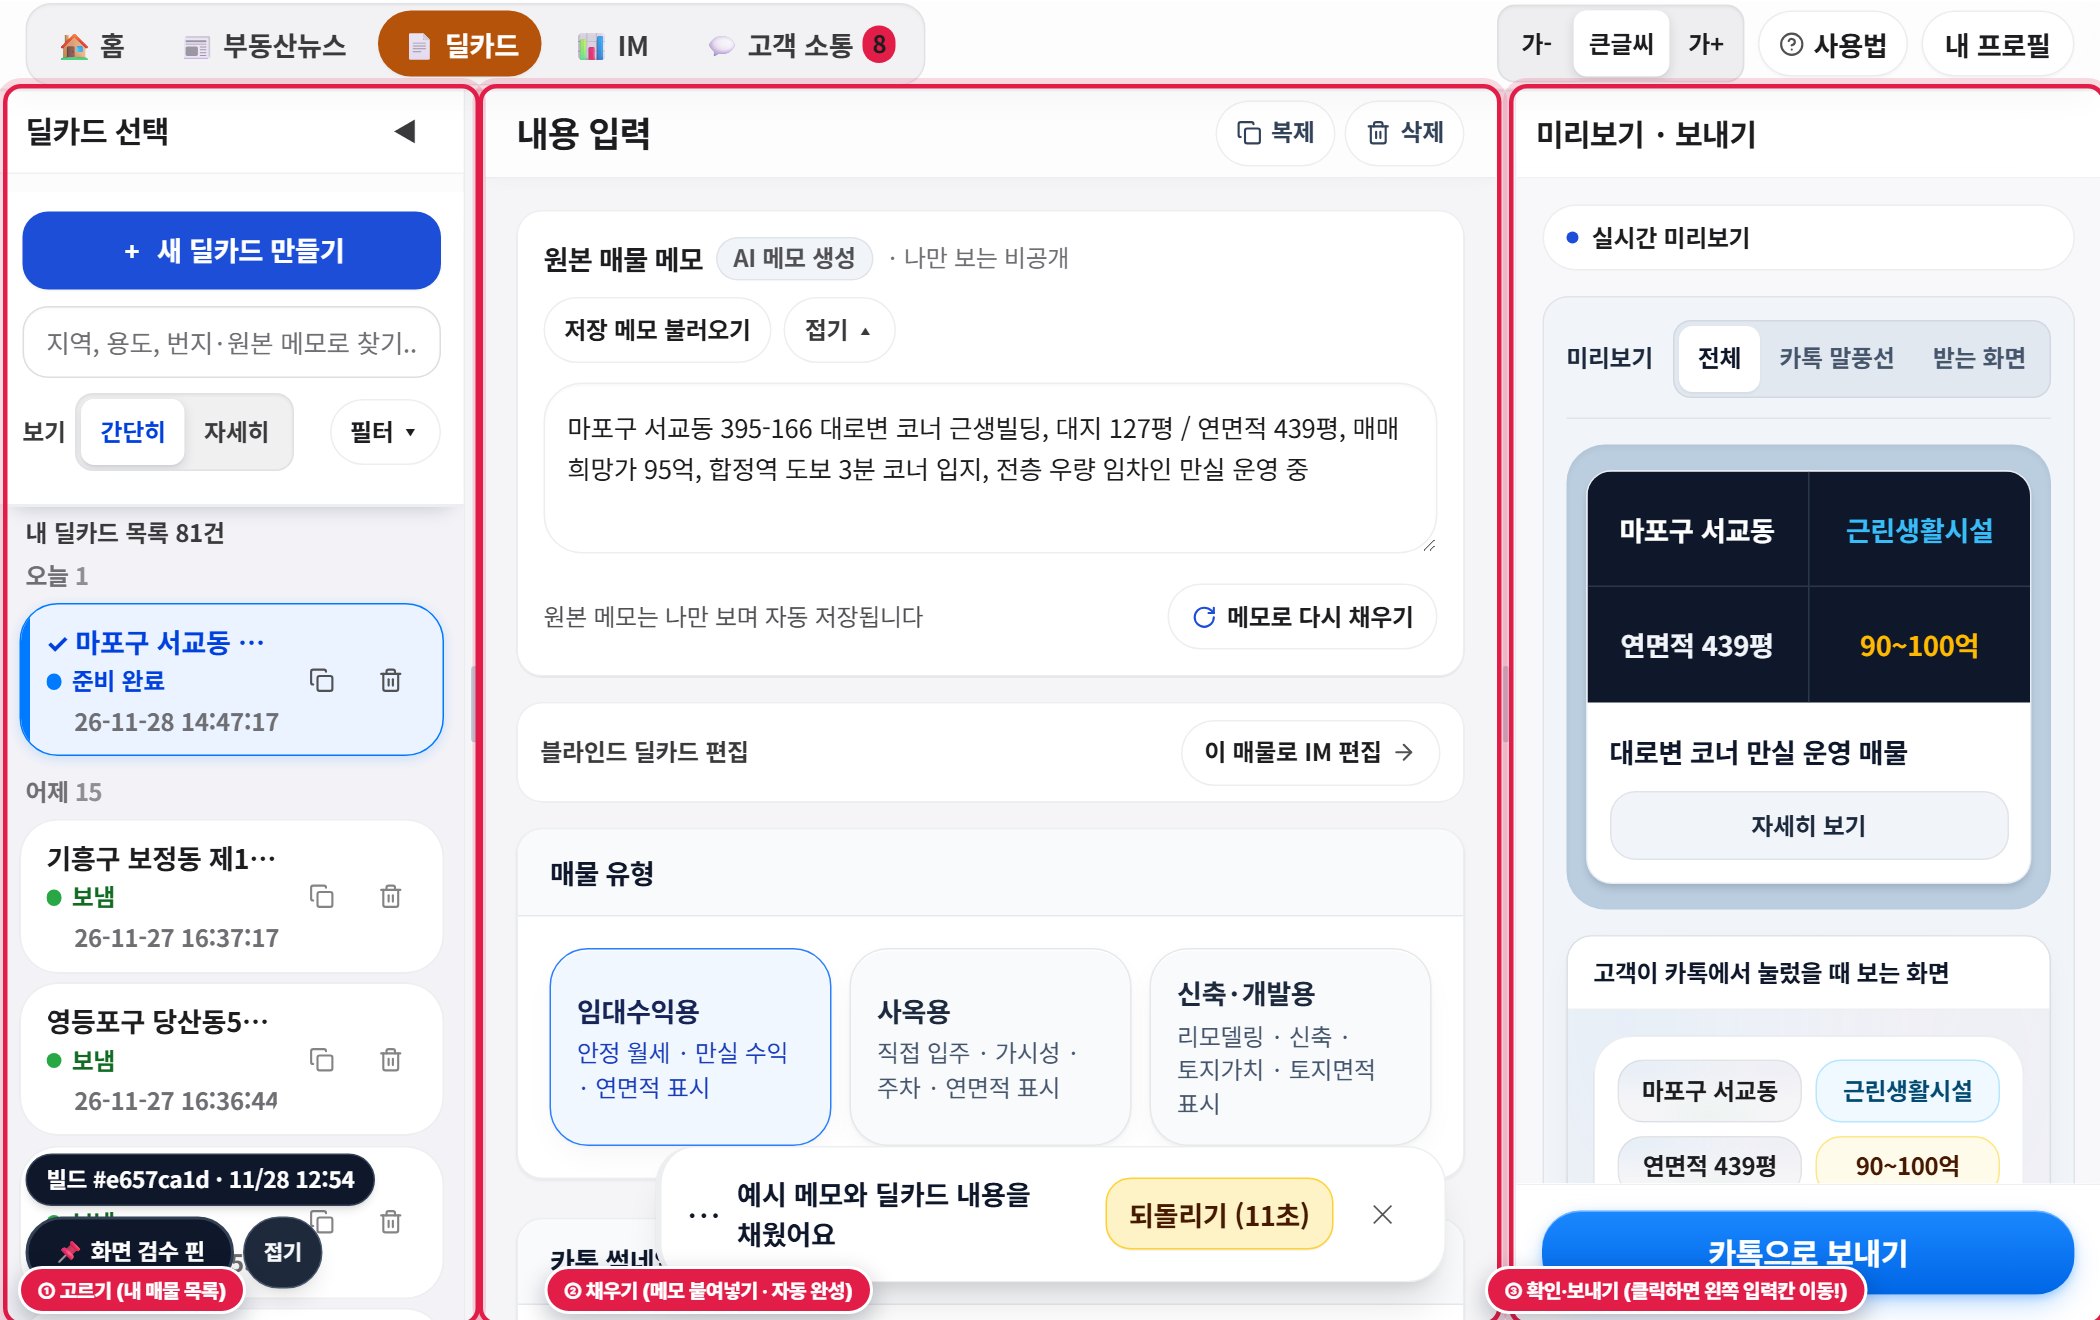 홈
부동산뉴스
딜카드
IM
고객 소통 8
가-
큰글씨
가+
사용법
내 프로필
딜카드 선택
+ 새 딜카드 만들기
지역, 용도, 번지·원본 메모로 찾기..
보기
간단히
자세히
필터
내 딜카드 목록 81건
오늘 1
마포구 서교동 ···
준비 완료
26-11-28 14:47:17
어제 15
기흥구 보정동 제1···
보냄
26-11-27 16:37:17
영등포구 당산동5···
보냄
26-11-27 16:36:44
빌드 #e657ca1d · 11/28 12:54
화면 검수 핀
접기
① 고르기 (내 매물 목록)
내용 입력
복제
삭제
원본 매물 메모
AI 메모 생성
· 나만 보는 비공개
저장 메모 불러오기
접기
마포구 서교동 395-166 대로변 코너 근생빌딩, 대지 127평 / 연면적 439평, 매매
희망가 95억, 합정역 도보 3분 코너 입지, 전층 우량 임차인 만실 운영 중
원본 메모는 나만 보며 자동 저장됩니다
메모로 다시 채우기
블라인드 딜카드 편집
이 매물로 IM 편집 →
매물 유형
임대수익용
안정 월세 · 만실 수익
· 연면적 표시
사옥용
직접 입주 · 가시성 ·
주차 · 연면적 표시
신축·개발용
리모델링 · 신축 ·
토지가치 · 토지면적
표시
··· 예시 메모와 딜카드 내용을
채웠어요
되돌리기 (11초)
카톡 썸네
② 채우기 (메모 붙여넣기 · 자동 완성)
미리보기 · 보내기
실시간 미리보기
미리보기
전체
카톡 말풍선
받는 화면
마포구 서교동
근린생활시설
연면적 439평
90~100억
대로변 코너 만실 운영 매물
자세히 보기
고객이 카톡에서 눌렀을 때 보는 화면
마포구 서교동
근린생활시설
연면적 439평
90~100억
카톡으로 보내기
③ 확인·보내기 (클릭하면 왼쪽 입력칸 이동!)